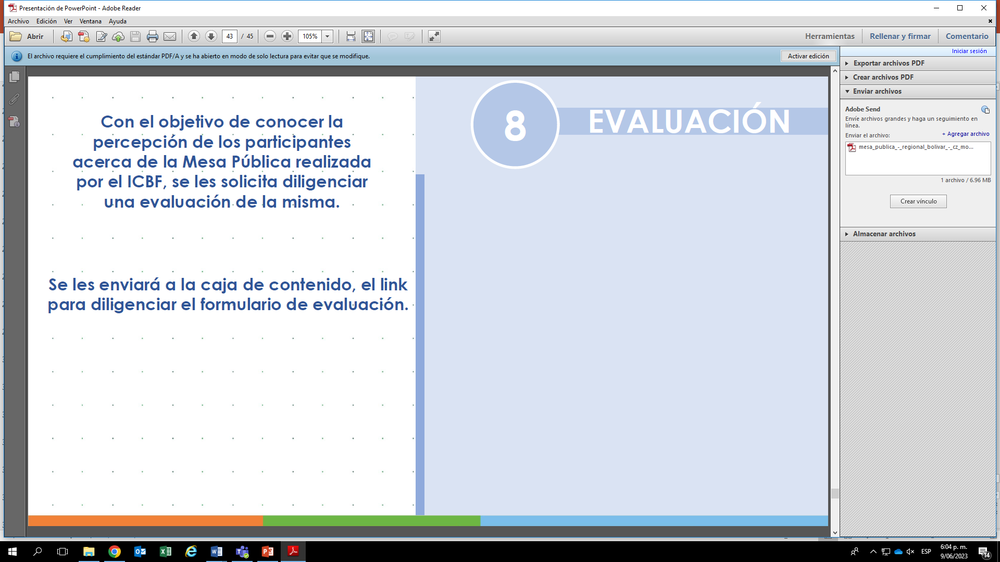 Presentación de PowerPoint - Adobe Reader
Archivo Edición Ver Ventana Ayuda
Abrir 43 / 45 105% Herramientas Rellenar y firmar Comentario
El archivo requiere el cumplimiento del estándar PDF/A y se ha abierto en modo de solo lectura para evitar que se modifique. Activar edición
Iniciar sesión
Exportar archivos PDF
Crear archivos PDF
Enviar archivos
Adobe Send
Envíe archivos grandes y haga un seguimiento en
línea.
Enviar el archivo: + Agregar archivo
mesa_publica_-_regional_bolivar_-_cz_mo...
1 archivo / 6.96 MB
Crear vínculo
Almacenar archivos
Con el objetivo de conocer la
percepción de los participantes
acerca de la Mesa Pública realizada
por el ICBF, se les solicita diligenciar
una evaluación de la misma.
Se les enviará a la caja de contenido, el link
para diligenciar el formulario de evaluación.
8 EVALUACIÓN
ESP
6:04 p. m.
9/06/2023
14